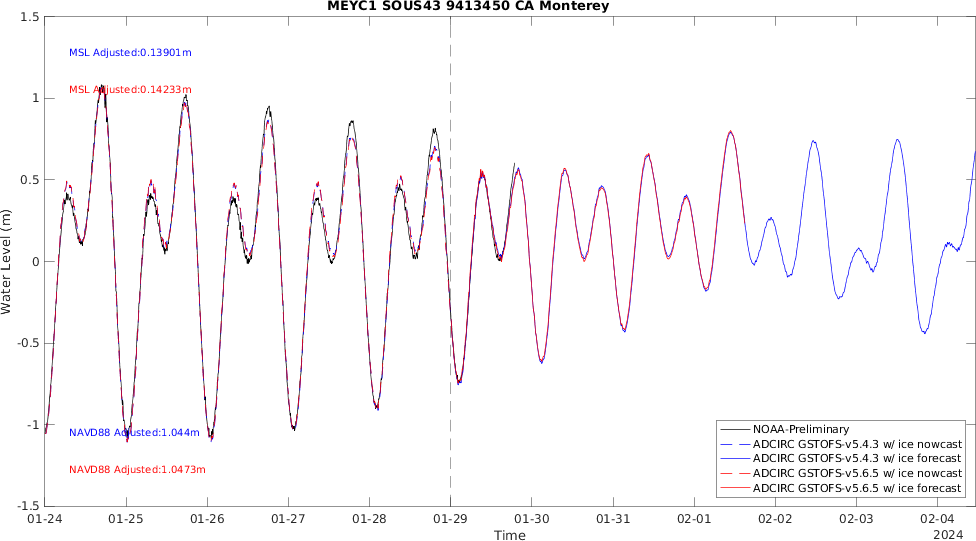 MEYC1 SOUS43 9413450 CA Monterey
1.5
1
0.5
0
-0.5
-1
-1.5
Water Level (m)
MSL Adjusted:0.13901m
MSL Adjusted:0.14233m
NAVD88 Adjusted:1.044m
NAVD88 Adjusted:1.0473m
NOAA-Preliminary
ADCIRC GSTOFS-v5.4.3 w/ ice nowcast
ADCIRC GSTOFS-v5.4.3 w/ ice forecast
ADCIRC GSTOFS-v5.6.5 w/ ice nowcast
ADCIRC GSTOFS-v5.6.5 w/ ice forecast
01-24 01-25 01-26 01-27 01-28 01-29 01-30 01-31 02-01 02-02 02-03 02-04
Time
2024